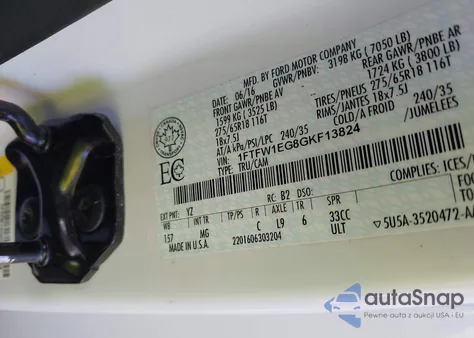 MFD. BY FORD MOTOR COMPANY
DATE: 06/16 GVWR/PNBV: 3198 KG ( 7050 LB)
FRONT GAWR/PNBE AV REAR GAWR/PNBE AR
1599 KG ( 3525 LB) 1724 KG ( 3800 LB)
275/65R18 116T TIRES/PNEUS 275/65R18 116T
18x7.5J RIMS/JANTES 18x7.5J
AT/A kPa/PSI/LPC 240/35 COLD/A FROID 240/35
/JUMELEES
VIN: 1FTFW1EG8GKF13824
TYPE: TRU/CAM
EC
COMPLIES: ICES/
RC: B2 DSO: FOG
EXT PNT: YZ TO
WB INT TR TP/PS R AXLE TR SPR
157 MG C L9 6 33CC
ULT
MADE IN U.S.A. 2201606303204 5U5A-3520472-AA
autoSnap
Pewne auta z aukcji USA i EU